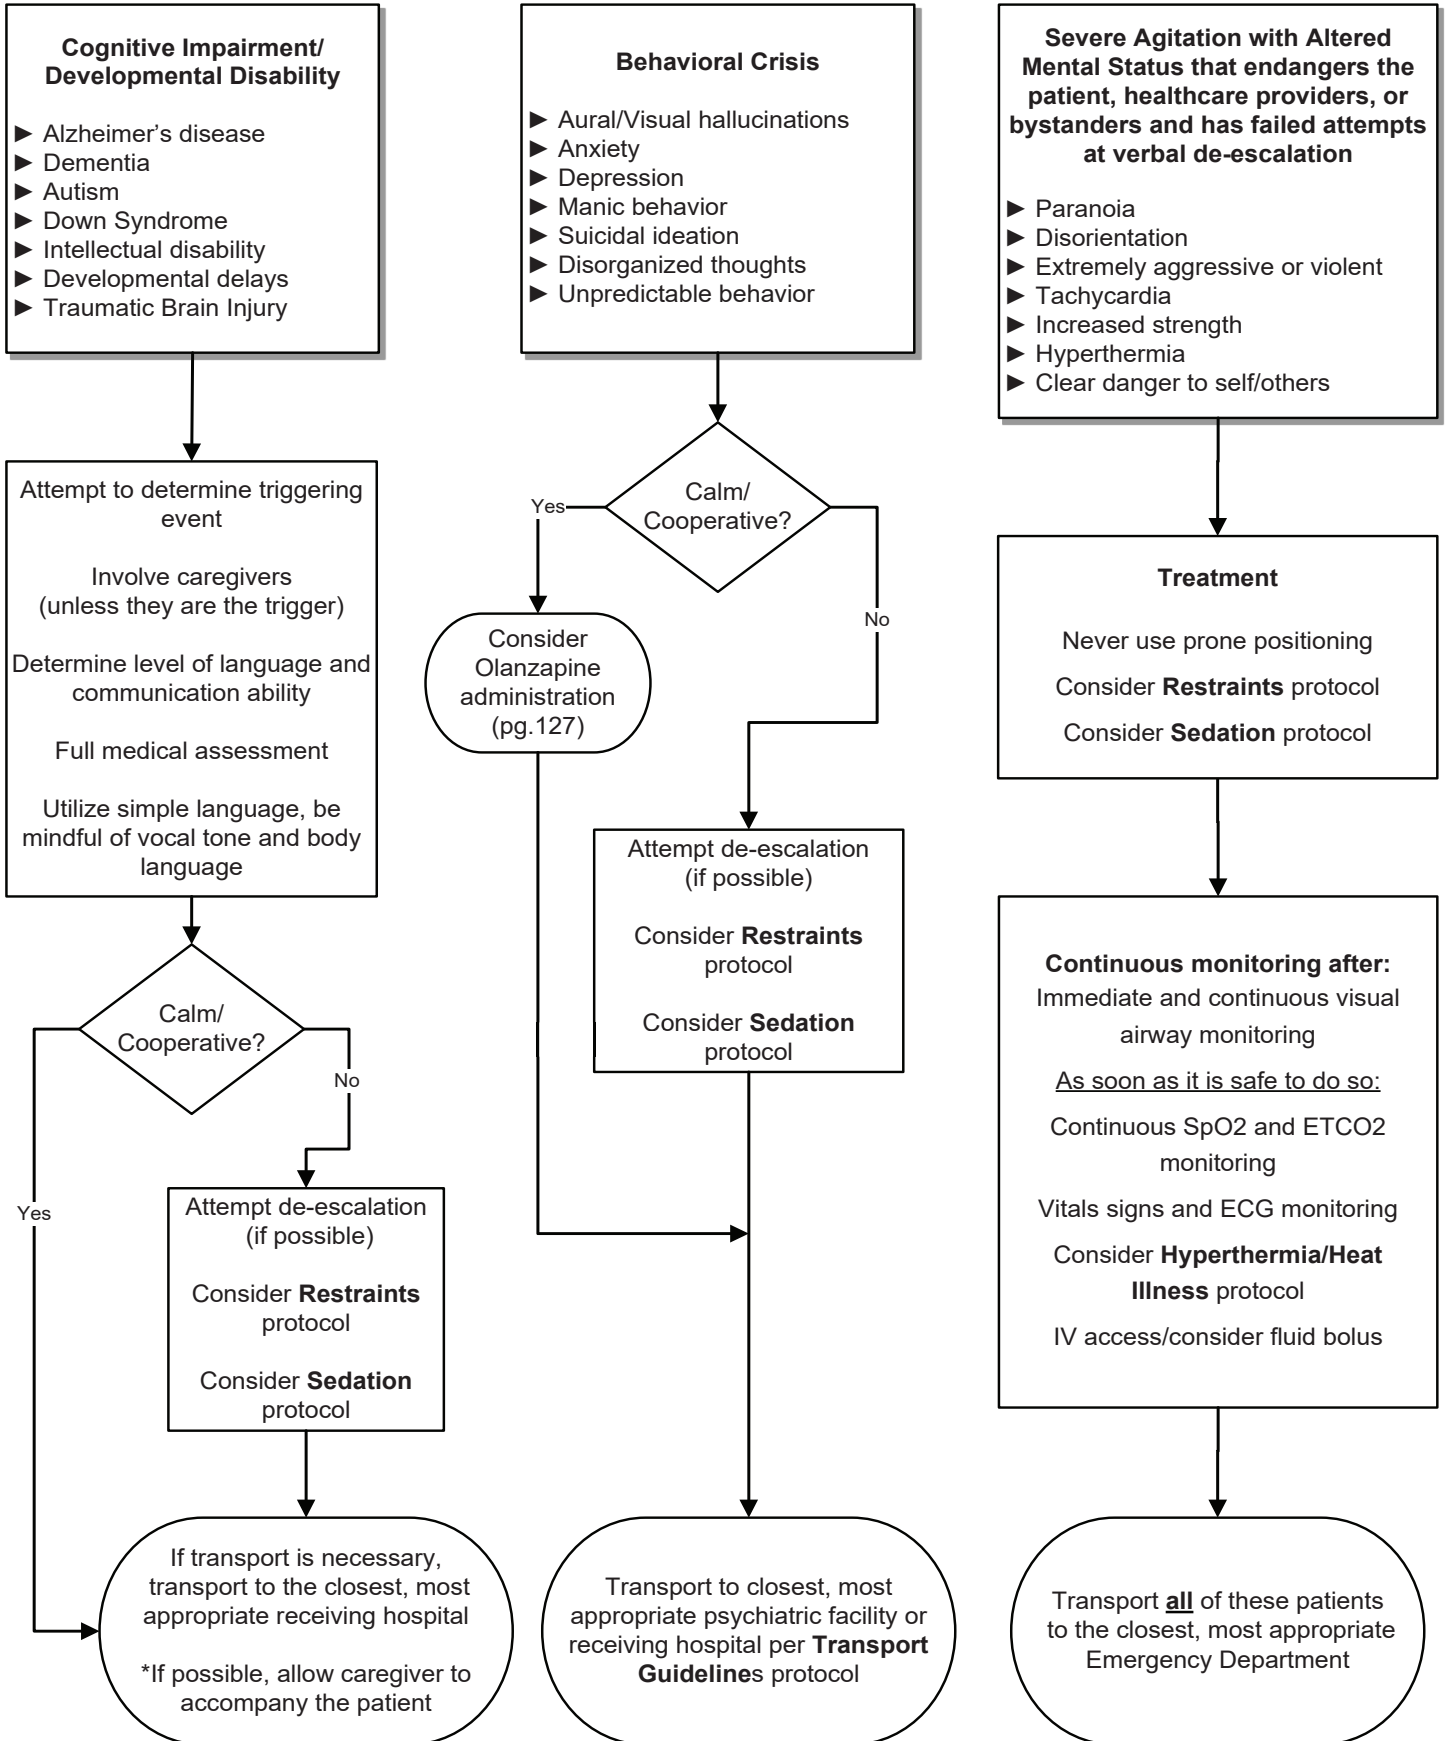 Cognitive Impairment/
Developmental Disability
► Alzheimer’s disease
► Dementia
► Autism
► Down Syndrome
► Intellectual disability
► Developmental delays
► Traumatic Brain Injury
Attempt to determine triggering
event
Involve caregivers
(unless they are the trigger)
Determine level of language and
communication ability
Full medical assessment
Utilize simple language, be
mindful of vocal tone and body
language
Calm/
Cooperative?
Yes
No
Attempt de-escalation
(if possible)
Consider Restraints
protocol
Consider Sedation
protocol
If transport is necessary,
transport to the closest, most
appropriate receiving hospital
*If possible, allow caregiver to
accompany the patient
Behavioral Crisis
► Aural/Visual hallucinations
► Anxiety
► Depression
► Manic behavior
► Suicidal ideation
► Disorganized thoughts
► Unpredictable behavior
Calm/
Cooperative?
Yes
No
Consider
Olanzapine
administration
(pg.127)
Attempt de-escalation
(if possible)
Consider Restraints
protocol
Consider Sedation
protocol
Transport to closest, most
appropriate psychiatric facility or
receiving hospital per Transport
Guidelines protocol
Severe Agitation with Altered
Mental Status that endangers the
patient, healthcare providers, or
bystanders and has failed attempts
at verbal de-escalation
► Paranoia
► Disorientation
► Extremely aggressive or violent
► Tachycardia
► Increased strength
► Hyperthermia
► Clear danger to self/others
Treatment
Never use prone positioning
Consider Restraints protocol
Consider Sedation protocol
Continuous monitoring after:
Immediate and continuous visual
airway monitoring
As soon as it is safe to do so:
Continuous SpO2 and ETCO2
monitoring
Vitals signs and ECG monitoring
Consider Hyperthermia/Heat
Illness protocol
IV access/consider fluid bolus
Transport all of these patients
to the closest, most appropriate
Emergency Department